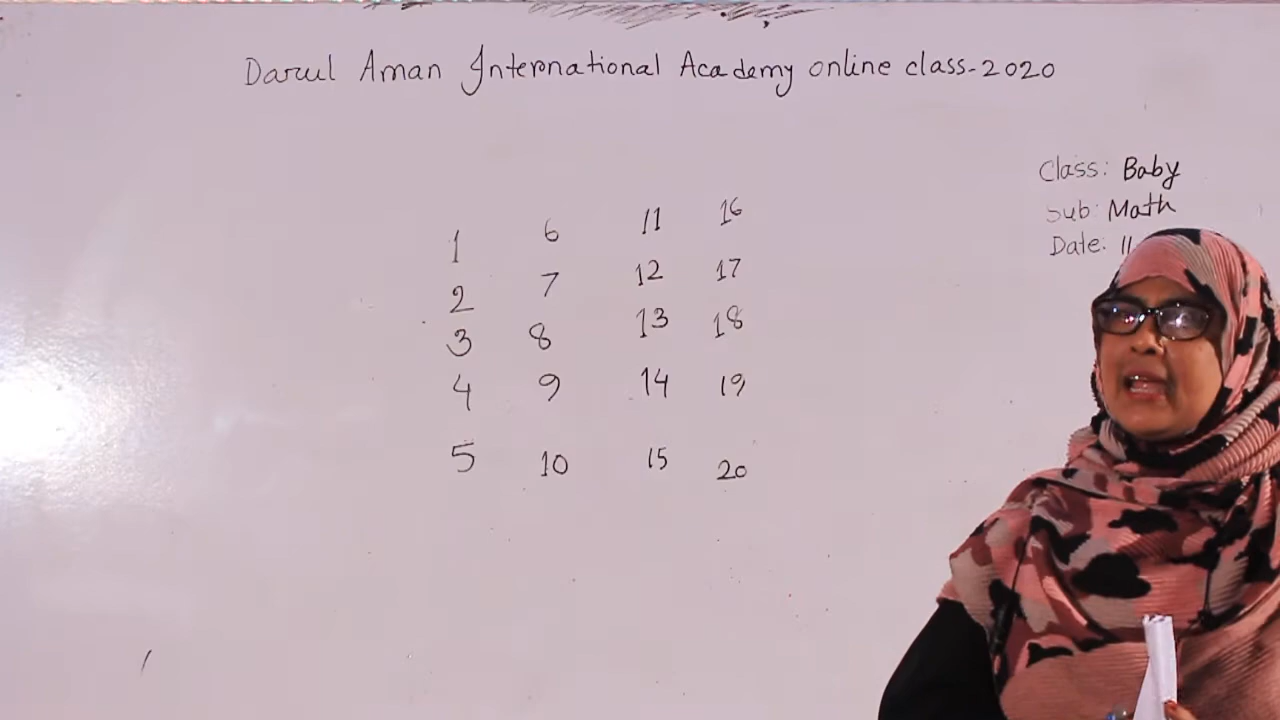 Darul Aman International Academy online class-2020
Class: Baby
Sub: Math
Date: 11
1 6 11 16
2 7 12 17
3 8 13 18
4 9 14 19
5 10 15 20